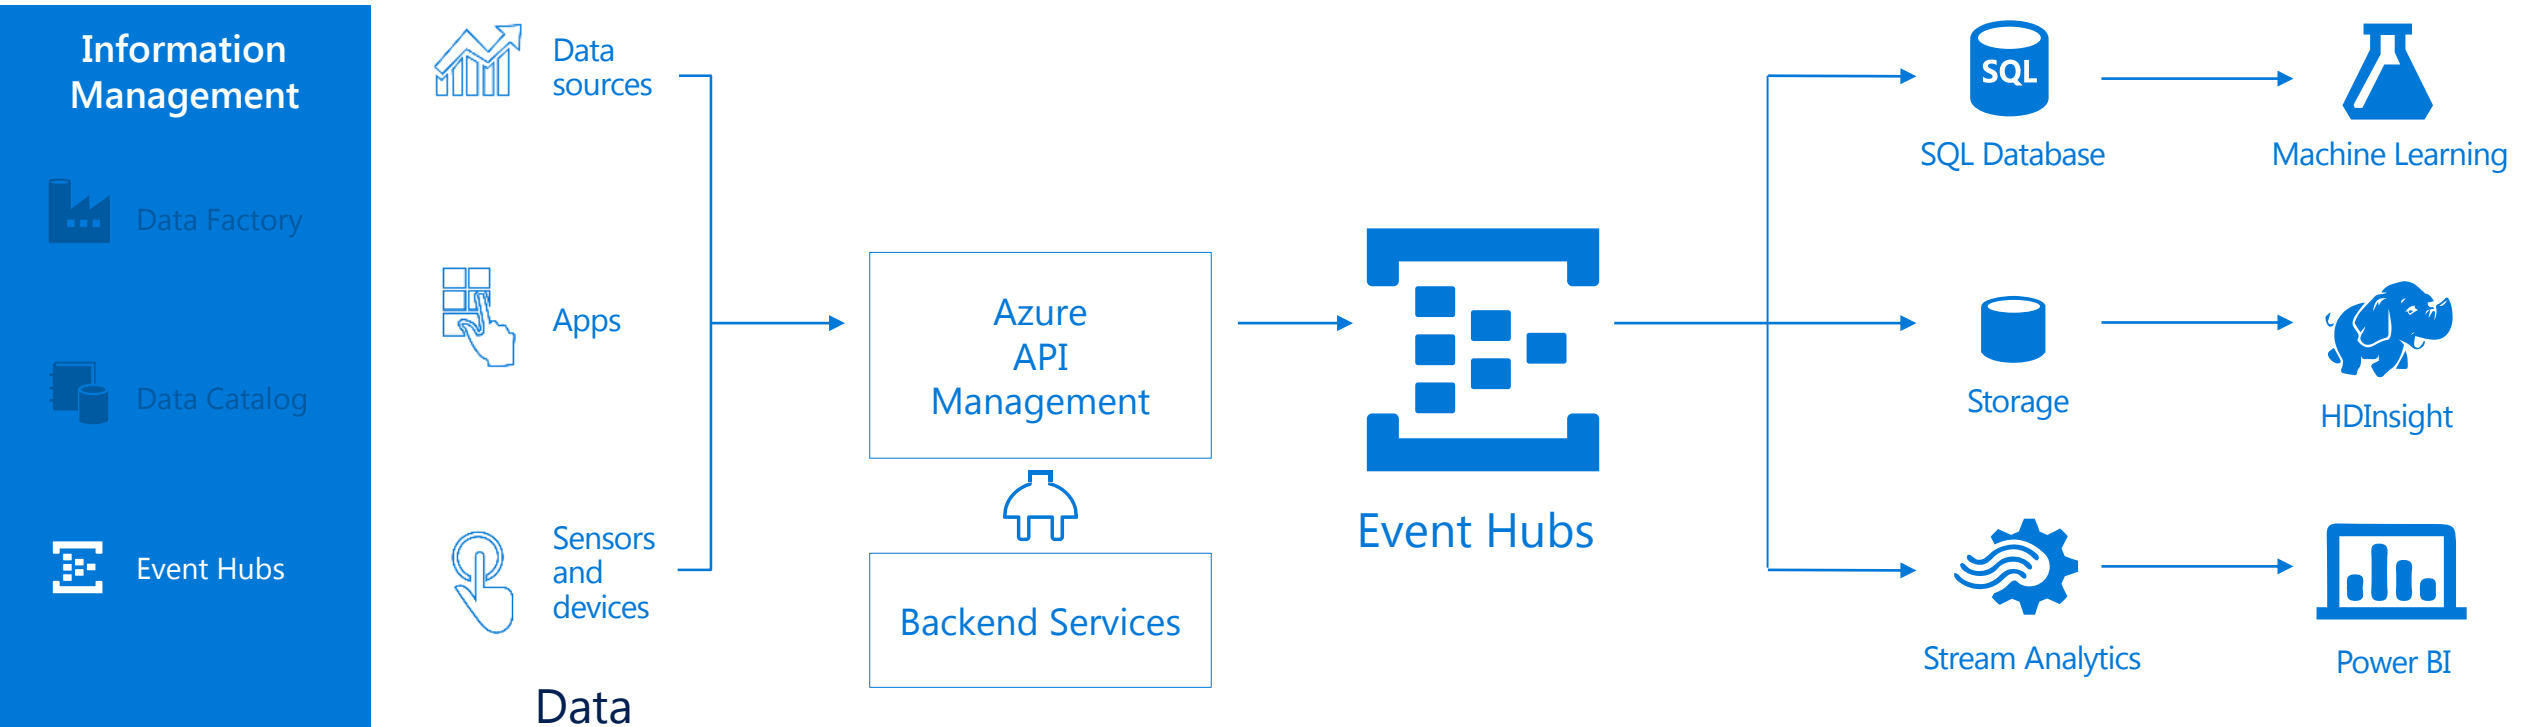 Information
Management
Data Factory
Data Catalog
Event Hubs
Data
sources
Apps
Sensors
and
devices
Data
Azure
API
Management
Backend Services
Event Hubs
SQL
SQL Database
Machine Learning
Storage
HDInsight
Stream Analytics
Power BI